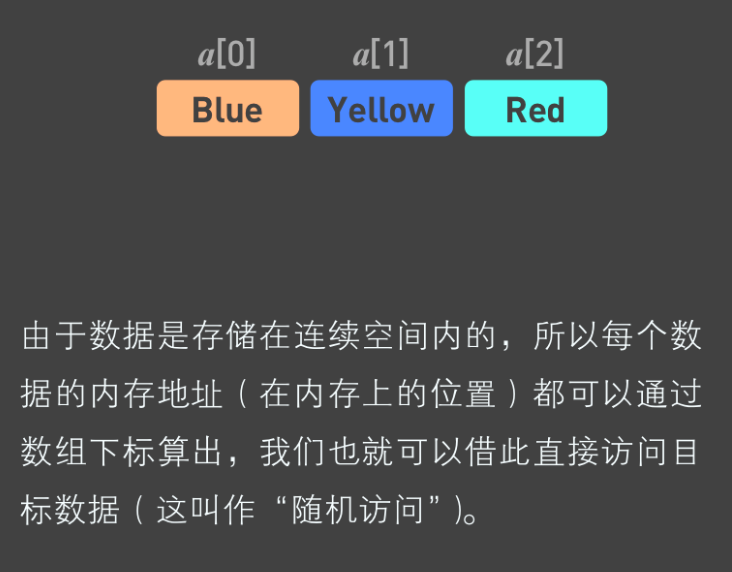 a[0] a[1] a[2]
Blue Yellow Red
由于数据是存储在连续空间内的，所以每个数
据的内存地址（在内存上的位置）都可以通过
数组下标算出，我们也就可以借此直接访问目
标数据（这叫作“随机访问”）。